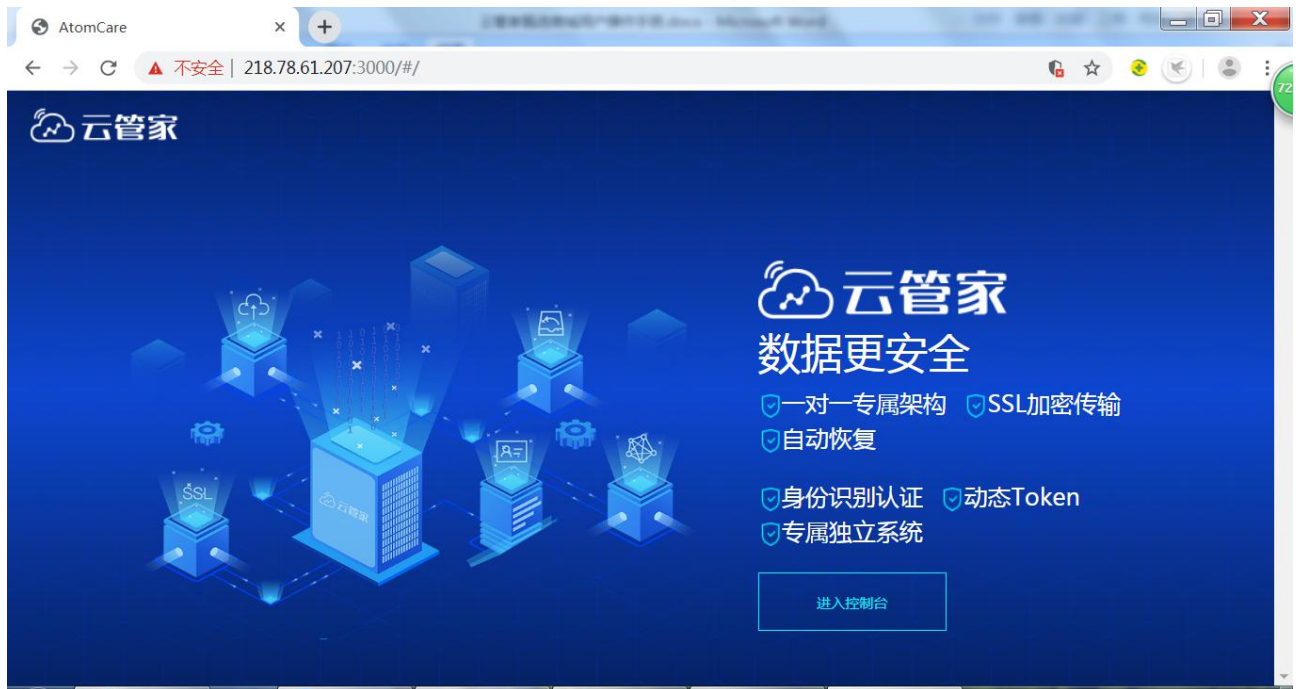 AtomCare
不安全 | 218.78.61.207:3000/#/
72
云管家
云管家
数据更安全
一对一专属架构 SSL加密传输
自动恢复
身份识别认证 动态Token
专属独立系统
进入控制台
SSL
云管家